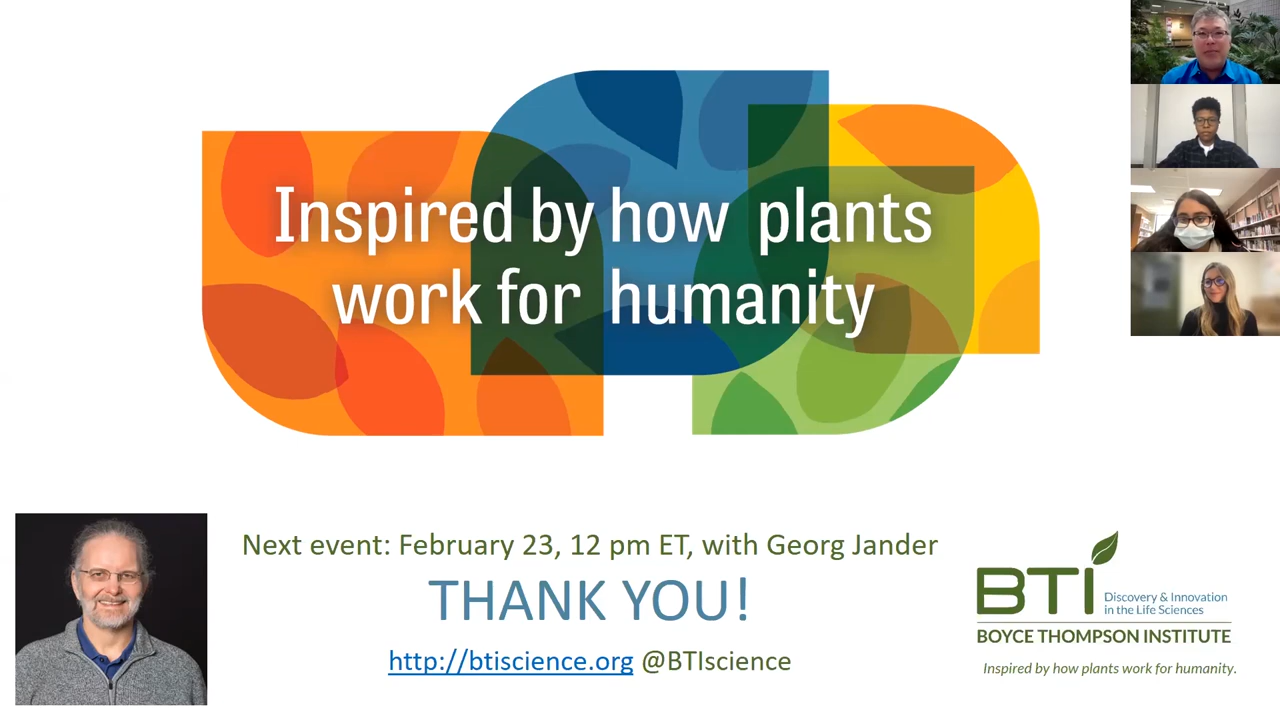 Inspired by how plants
work for humanity
Next event: February 23, 12 pm ET, with Georg Jander
THANK YOU!
http://btiscience.org @BTIscience
BTI
Discovery & Innovation
in the Life Sciences
BOYCE THOMPSON INSTITUTE
Inspired by how plants work for humanity.